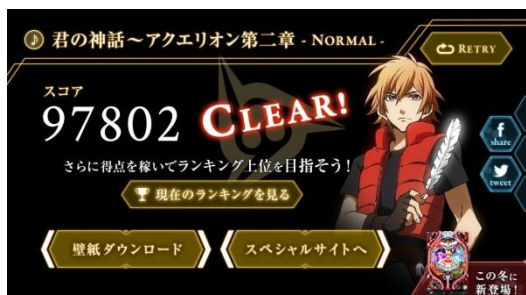 君の神話～アクエリオン第二章 - NORMAL -
RETRY
スコア
97802
CLEAR!
さらに得点を稼いでランキング上位を目指そう！
現在のランキングを見る
壁紙ダウンロード
スペシャルサイトへ
f
share
tweet
この冬に
新登場！